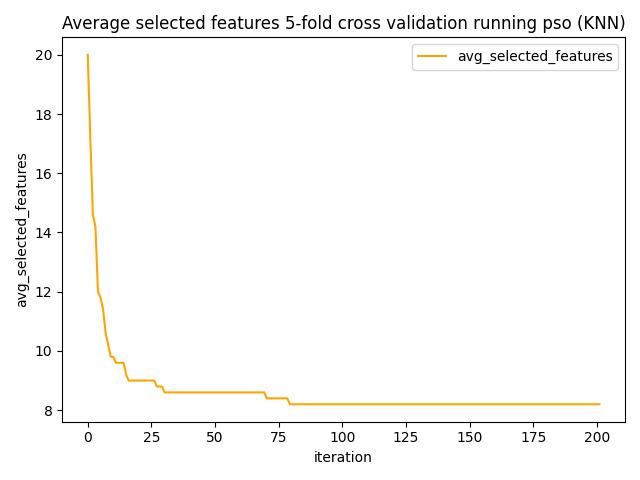 Average selected features 5-fold cross validation running pso (KNN)
avg_selected_features
avg_selected_features
20
18
16
14
12
10
8
0 25 50 75 100 125 150 175 200
iteration